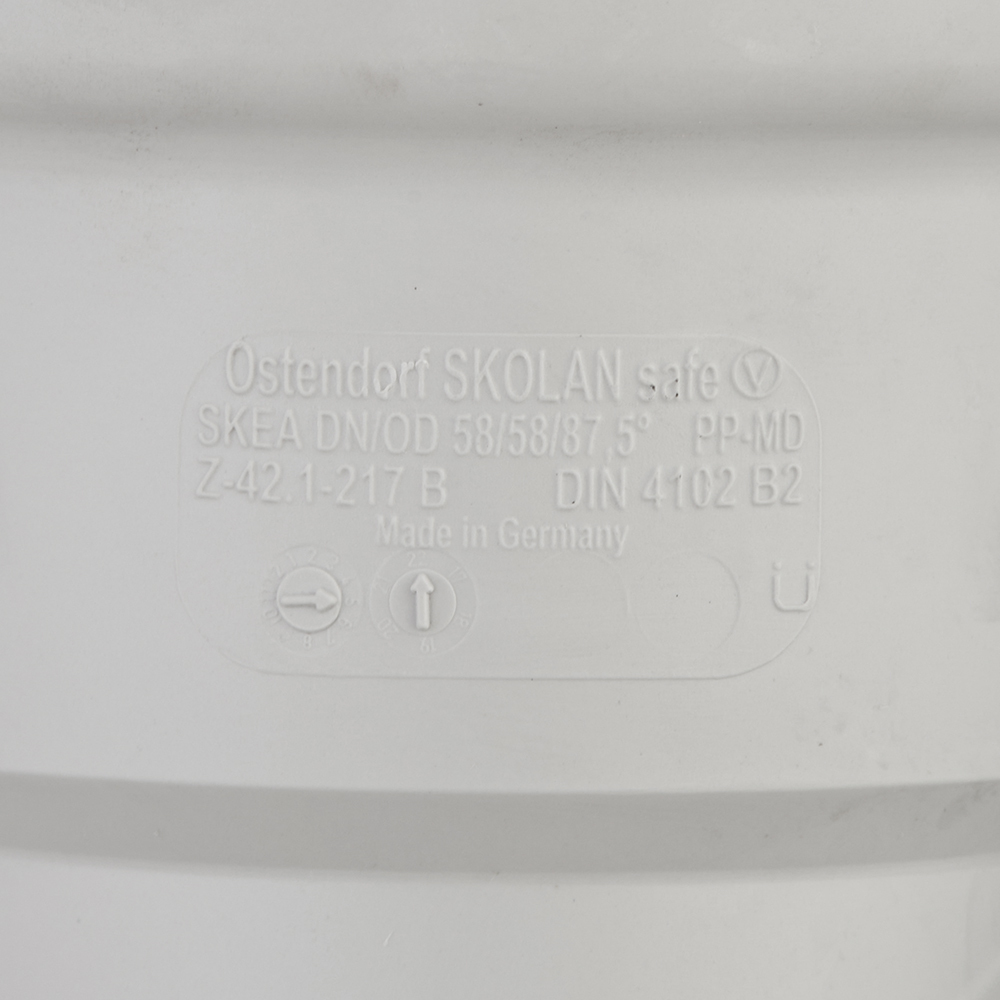 Ostendorf SKOLAN safe Ⓥ
SKEA DN/OD 58/58/87,5° PP-MD
Z-42.1-217 B DIN 4102 B2
Made in Germany
Ü